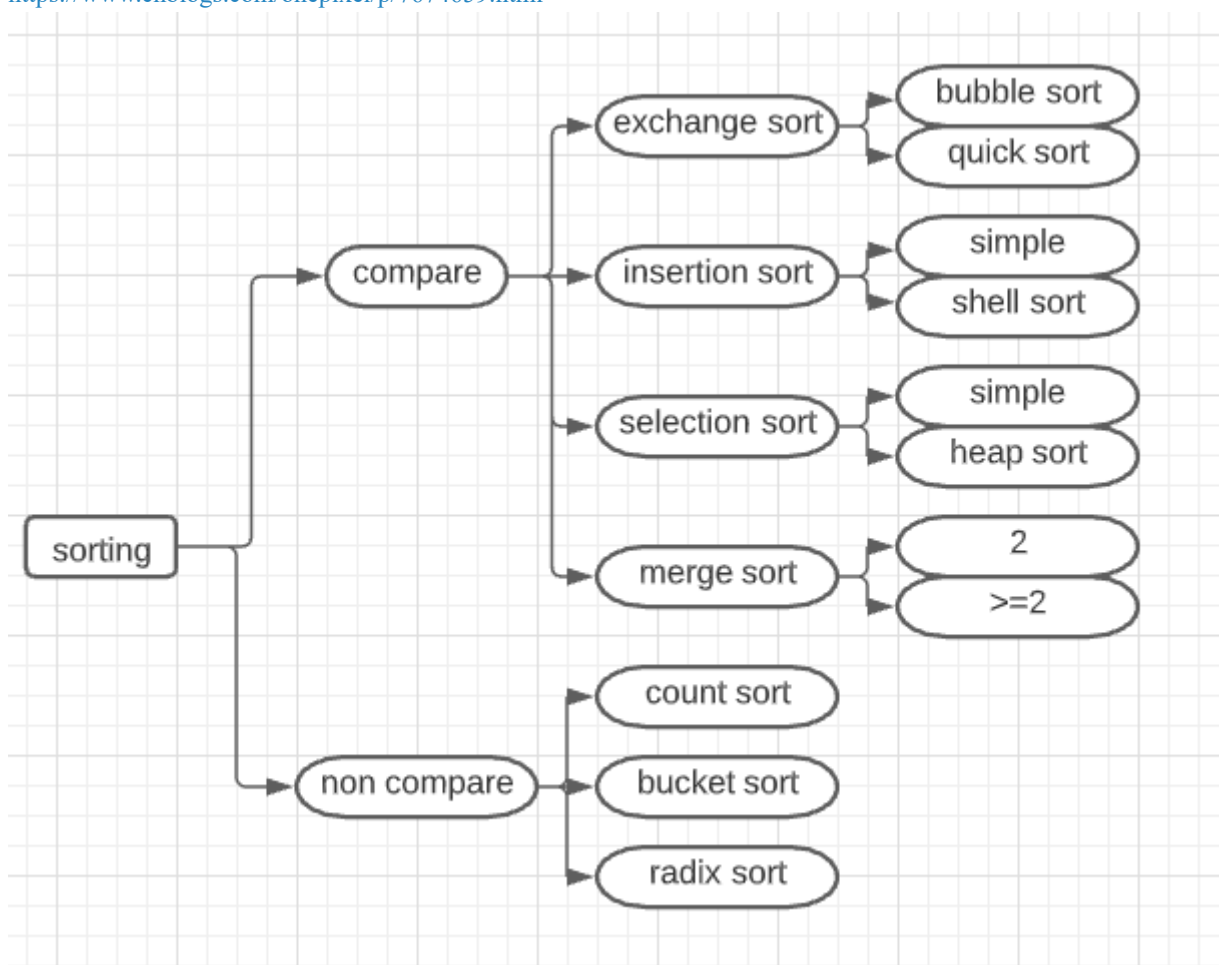 bubble sort
exchange sort
quick sort
simple
compare
insertion sort
shell sort
simple
selection sort
heap sort
2
sorting
merge sort
>=2
count sort
non compare
bucket sort
radix sort